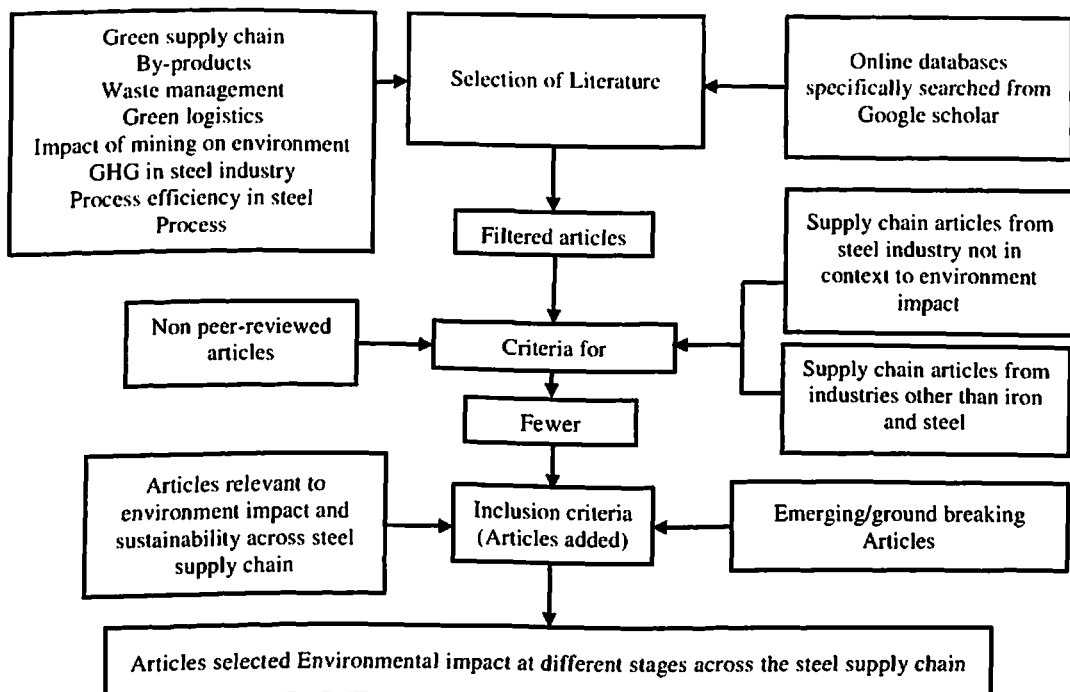 Green supply chain
By-products
Waste management
Green logistics
Impact of mining on environment
GHG in steel industry
Process efficiency in steel
Process
Selection of Literature
Online databases
specifically searched from
Google scholar
Filtered articles
Supply chain articles from
steel industry not in
context to environment
impact
Non peer-reviewed
articles
Criteria for
Supply chain articles from
industries other than iron
and steel
Fewer
Articles relevant to
environment impact and
sustainability across steel
supply chain
Inclusion criteria
(Articles added)
Emerging/ground breaking
Articles
Articles selected Environmental impact at different stages across the steel supply chain